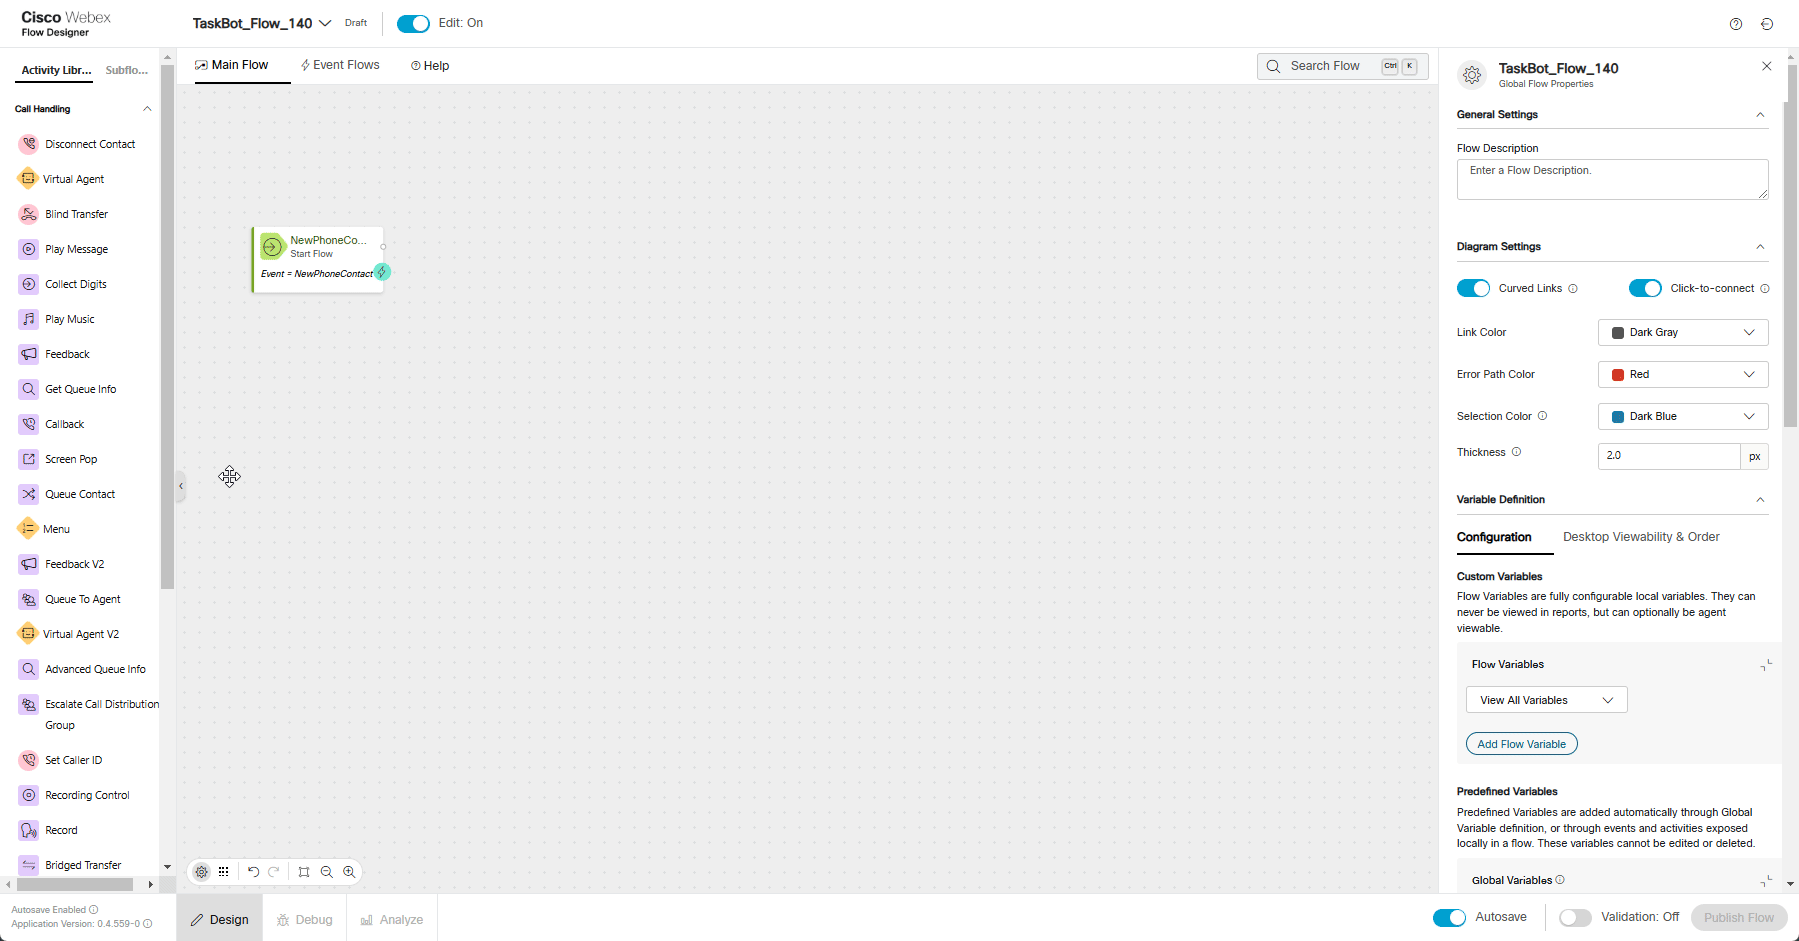 Cisco Webex
Flow Designer
TaskBot_Flow_140
Draft
Edit: On
Activity Libr...
Subflo...
Call Handling
Disconnect Contact
Virtual Agent
Blind Transfer
Play Message
Collect Digits
Play Music
Feedback
Get Queue Info
Callback
Screen Pop
Queue Contact
Menu
Feedback V2
Queue To Agent
Virtual Agent V2
Advanced Queue Info
Escalate Call Distribution
Group
Set Caller ID
Recording Control
Record
Bridged Transfer
Autosave Enabled
Application Version: 0.4.559-0
Main Flow
Event Flows
Help
Search Flow
Ctrl
K
NewPhoneCo...
Start Flow
Event = NewPhoneContact
Design
Debug
Analyze
TaskBot_Flow_140
Global Flow Properties
General Settings
Flow Description
Enter a Flow Description.
Diagram Settings
Curved Links
Click-to-connect
Link Color
Dark Gray
Error Path Color
Red
Selection Color
Dark Blue
Thickness
2.0
px
Variable Definition
Configuration
Desktop Viewability & Order
Custom Variables
Flow Variables are fully configurable local variables. They can
never be viewed in reports, but can optionally be agent
viewable.
Flow Variables
View All Variables
Add Flow Variable
Predefined Variables
Predefined Variables are added automatically through Global
Variable definition, or through events and activities exposed
locally in a flow. These variables cannot be edited or deleted.
Global Variables
Autosave
Validation: Off
Publish Flow